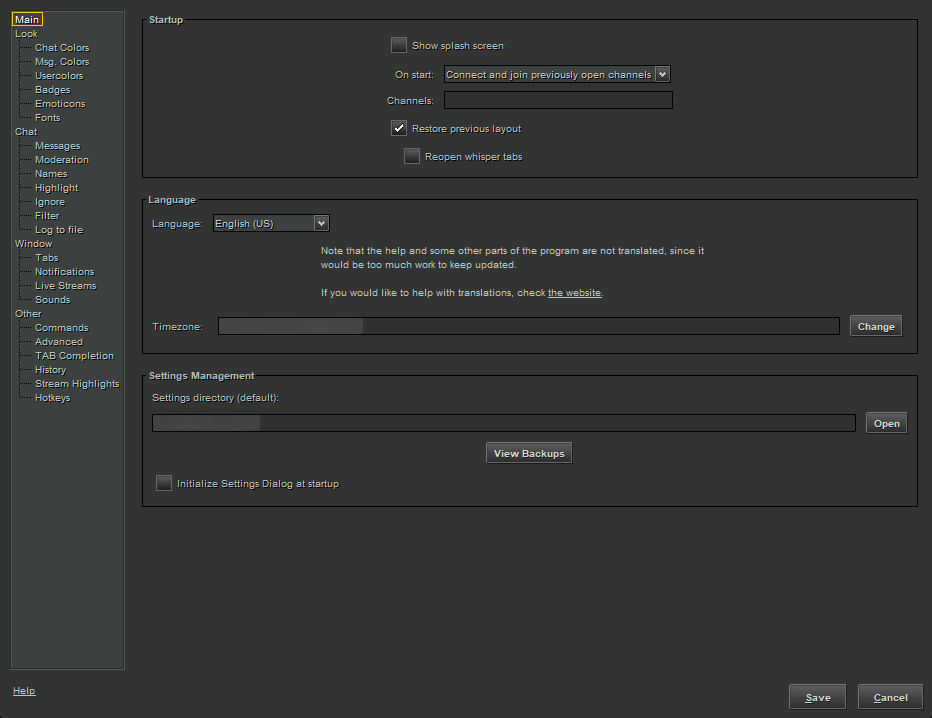 Main
Look
Chat Colors
Msg. Colors
Usercolors
Badges
Emoticons
Fonts
Chat
Messages
Moderation
Names
Highlight
Ignore
Filter
Log to file
Window
Tabs
Notifications
Live Streams
Sounds
Other
Commands
Advanced
TAB Completion
History
Stream Highlights
Hotkeys
Help
Startup
Show splash screen
On start: Connect and join previously open channels
Channels:
Restore previous layout
Reopen whisper tabs
Language
Language: English (US)
Note that the help and some other parts of the program are not translated, since it
would be too much work to keep updated.
If you would like to help with translations, check the website.
Timezone: Change
Settings Management
Settings directory (default):
Open
View Backups
Initialize Settings Dialog at startup
Save Cancel